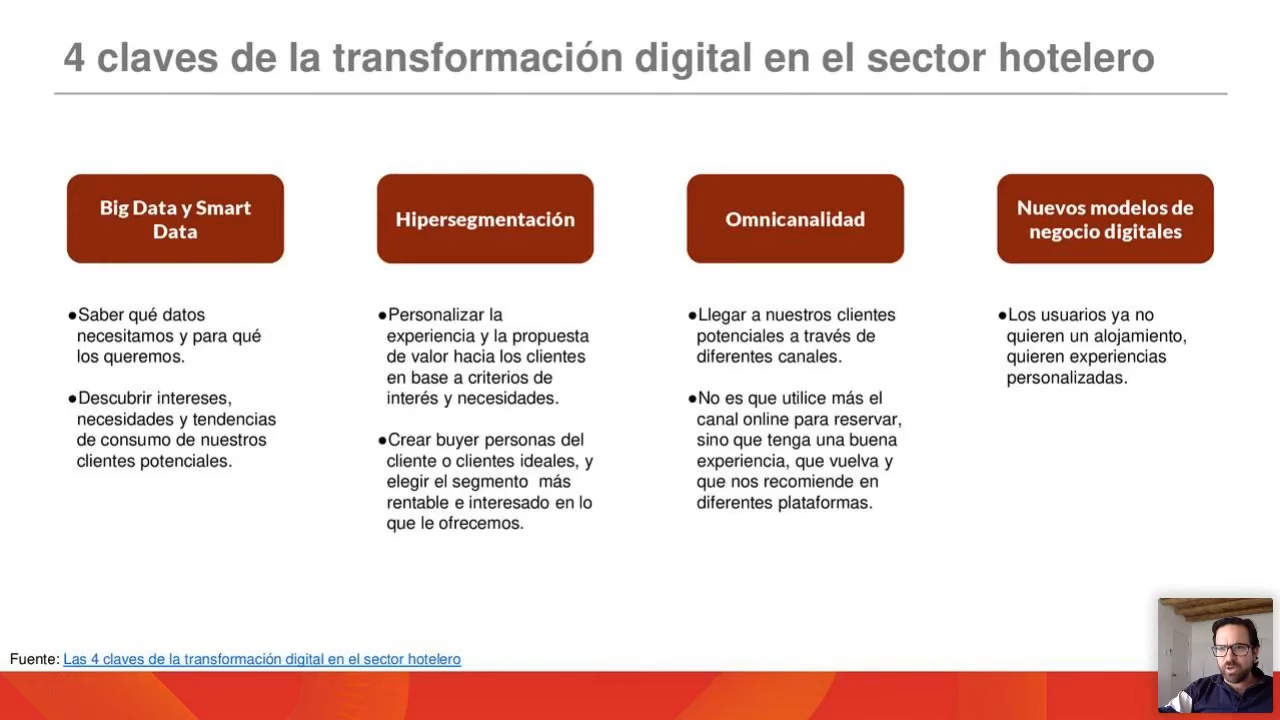 4 claves de la transformación digital en el sector hotelero
Big Data y Smart
Data
●Saber qué datos
necesitamos y para qué
los queremos.
●Descubrir intereses,
necesidades y tendencias
de consumo de nuestros
clientes potenciales.
Hipersegmentación
●Personalizar la
experiencia y la propuesta
de valor hacia los clientes
en base a criterios de
interés y necesidades.
●Crear buyer personas del
cliente o clientes ideales, y
elegir el segmento  más
rentable e interesado en lo
que le ofrecemos.
Omnicanalidad
●Llegar a nuestros clientes
potenciales a través de
diferentes canales.
●No es que utilice más el
canal online para reservar,
sino que tenga una buena
experiencia, que vuelva y
que nos recomiende en
diferentes plataformas.
Nuevos modelos de
negocio digitales
●Los usuarios ya no
quieren un alojamiento,
quieren experiencias
personalizadas.
Fuente: Las 4 claves de la transformación digital en el sector hotelero